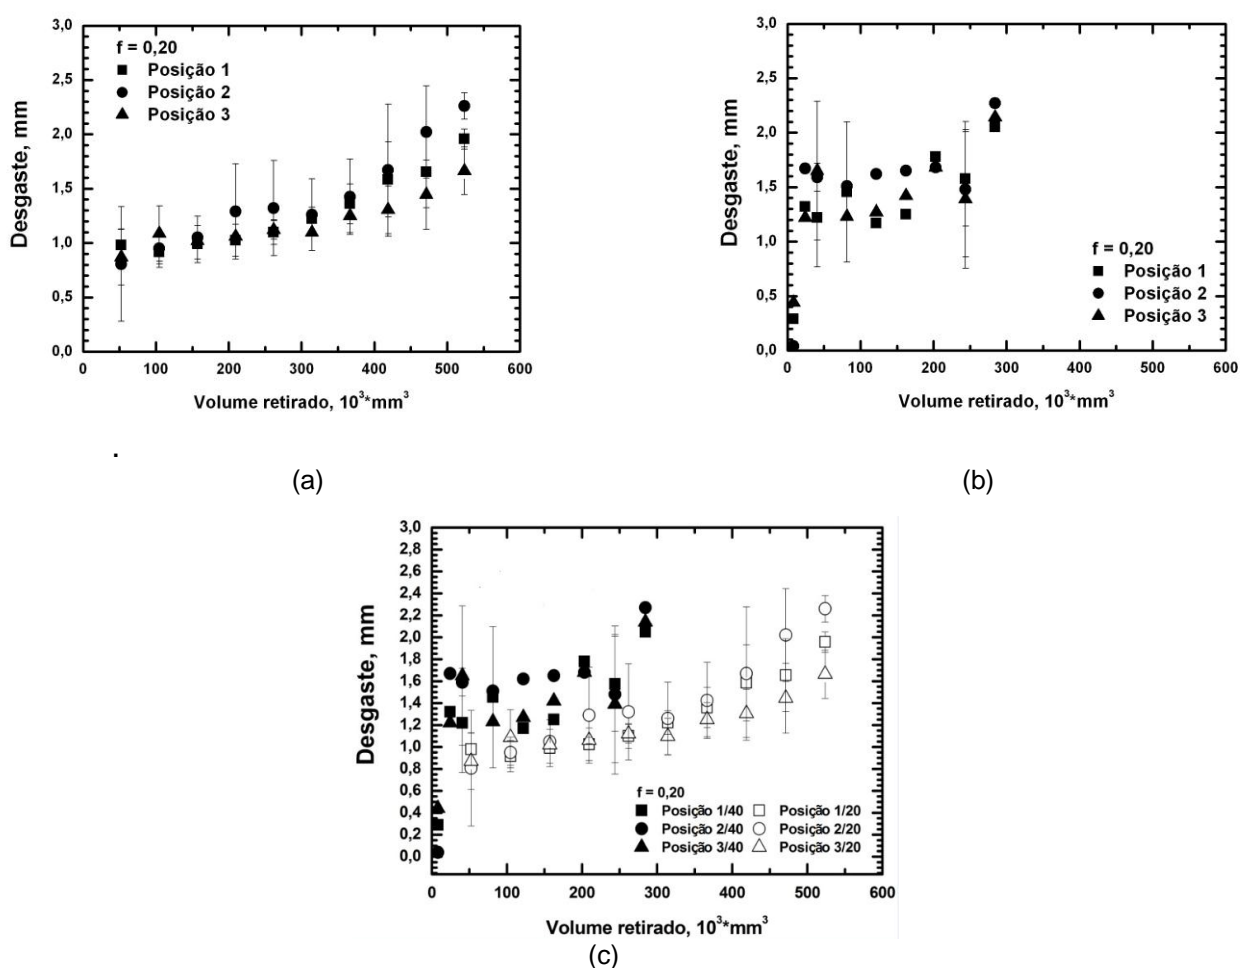 3,0
f = 0,20
Posição 1
Posição 2
Posição 3
2,5
2,0
1,5
1,0
0,5
0,0
Desgaste, mm
0 100 200 300 400 500 600
Volume retirado, 10³*mm³
.
(a)
3,0
2,5
2,0
1,5
1,0
0,5
0,0
Desgaste, mm
f = 0,20
Posição 1
Posição 2
Posição 3
0 100 200 300 400 500 600
Volume retirado, 10³*mm³
(b)
3,0
2,8
2,6
2,4
2,2
2,0
1,8
1,6
1,4
1,2
1,0
0,8
0,6
0,4
0,2
0,0
Desgaste, mm
f = 0,20
Posição 1/40 Posição 1/20
Posição 2/40 Posição 2/20
Posição 3/40 Posição 3/20
0 100 200 300 400 500 600
Volume retirado, 10³*mm³
(c)